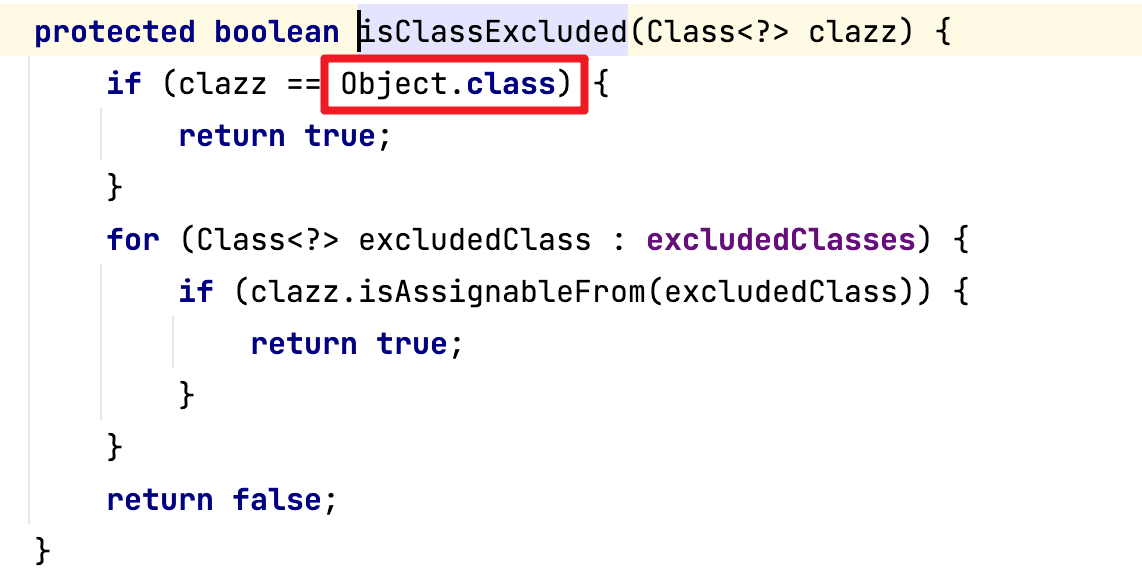 protected boolean isClassExcluded(Class<?> clazz) {
if (clazz == Object.class) {
return true;
}
for (Class<?> excludedClass : excludedClasses) {
if (clazz.isAssignableFrom(excludedClass)) {
return true;
}
}
return false;
}